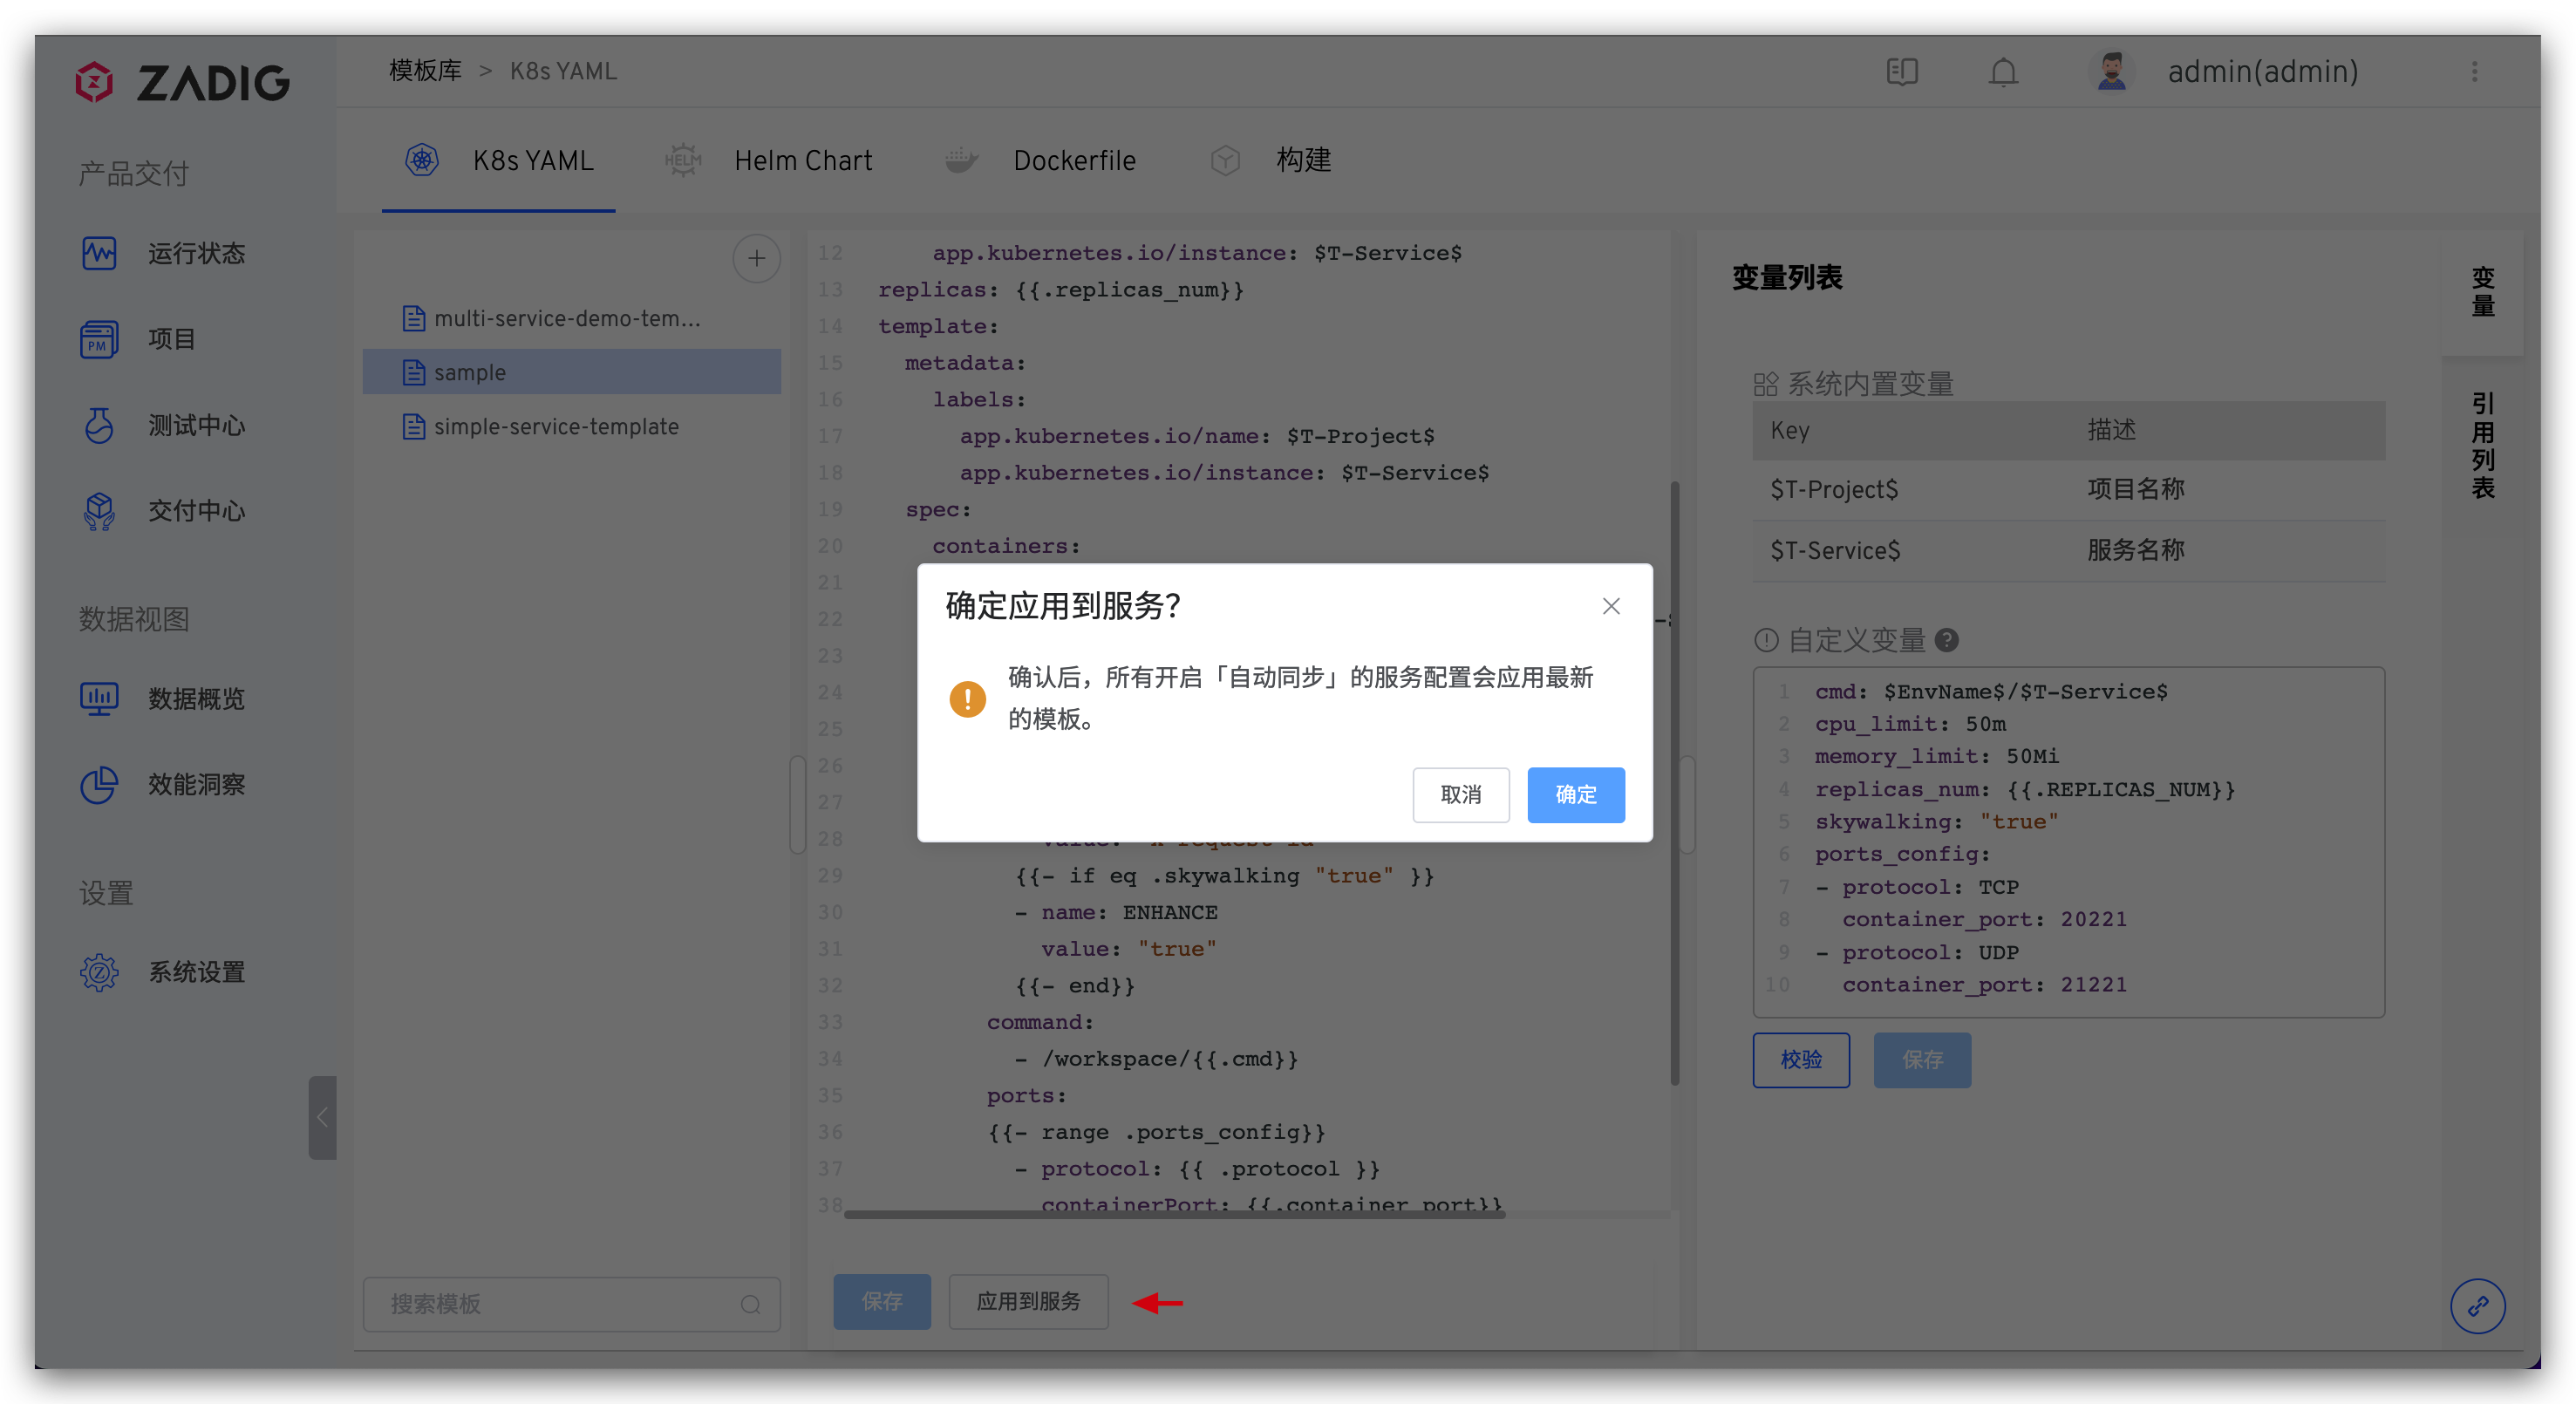 ZADIG
模板库 > K8s YAML
admin(admin)
产品交付
运行状态
PM
项目
测试中心
交付中心
数据视图
数据概览
效能洞察
设置
系统设置
K8s YAML
HELM
Helm Chart
Dockerfile
构建
multi-service-demo-tem...
sample
simple-service-template
搜索模板
12 app.kubernetes.io/instance: $T-Service$
13 replicas: {{.replicas_num}}
14 template:
15 metadata:
16 labels:
17 app.kubernetes.io/name: $T-Project$
18 app.kubernetes.io/instance: $T-Service$
19 spec:
20 containers:
21
22
23
24
25
26
27
28
29 {{- if eq .skywalking "true" }}
30 - name: ENHANCE
31 value: "true"
32 {{- end}}
33 command:
34 - /workspace/{{.cmd}}
35 ports:
36 {{- range .ports_config}}
37 - protocol: {{ .protocol }}
38 containerPort: {{.container_port}}
保存
应用到服务
确定应用到服务?
确认后，所有开启「自动同步」的服务配置会应用最新
的模板。
取消
确定
变量列表
系统内置变量
Key 描述
$T-Project$ 项目名称
$T-Service$ 服务名称
自定义变量
1 cmd: $EnvName$/$T-Service$
2 cpu_limit: 50m
3 memory_limit: 50Mi
4 replicas_num: {{.REPLICAS_NUM}}
5 skywalking: "true"
6 ports_config:
7 - protocol: TCP
8 container_port: 20221
9 - protocol: UDP
10 container_port: 21221
校验
保存
变量
引用列表